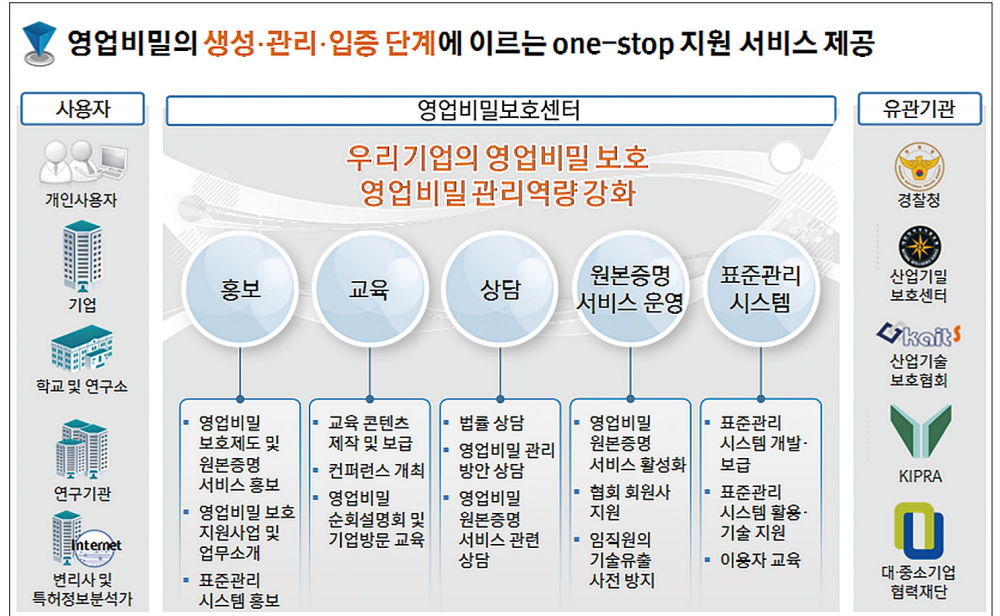 영업비밀의 생성·관리·입증 단계에 이르는 one-stop 지원 서비스 제공
사용자
개인사용자
기업
학교 및 연구소
연구기관
Internet
변리사 및
특허정보분석가
영업비밀보호센터
우리기업의 영업비밀 보호
영업비밀 관리역량 강화
홍보
▪ 영업비밀
보호제도 및
원본증명
서비스 홍보
▪ 영업비밀 보호
지원사업 및
업무소개
▪ 표준관리
시스템 홍보
교육
▪ 교육 콘텐츠
제작 및 보급
▪ 컨퍼런스 개최
▪ 영업비밀
순회설명회 및
기업방문 교육
상담
▪ 법률 상담
▪ 영업비밀 관리
방안 상담
▪ 영업비밀
원본증명
서비스 관련
상담
원본증명
서비스 운영
▪ 영업비밀
원본증명
서비스 활성화
▪ 협회 회원사
지원
▪ 임직원의
기술유출
사전 방지
표준관리
시스템
▪ 표준관리
시스템 개발·
보급
▪ 표준관리
시스템 활용·
기술 지원
▪ 이용자 교육
유관기관
경찰청
산업기밀
보호센터
kaits
산업기술
보호협회
KIPRA
대·중소기업
협력재단